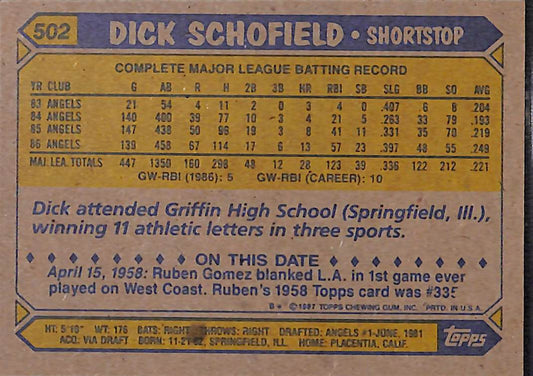 502 DICK SCHOFIELD • SHORTSTOP
COMPLETE MAJOR LEAGUE BATTING RECORD
YR CLUB G AB R H 2B 3B HR RBI SB SLG BB SO AVG
83 ANGELS 21 54 4 11 2 0 3 4 0 .407 6 8 .204
84 ANGELS 140 400 39 77 10 3 4 21 5 .263 33 79 .193
85 ANGELS 147 438 50 96 19 3 8 41 11 .331 35 70 .219
86 ANGELS 139 458 67 114 17 6 13 57 23 .397 48 55 .249
MAJ. LEA. TOTALS 447 1350 160 298 48 12 28 123 39 .336 122 212 .221
GW-RBI (1986): 5 GW-RBI (CAREER): 10
Dick attended Griffin High School (Springfield, Ill.),
winning 11 athletic letters in three sports.
ON THIS DATE
April 15, 1958: Ruben Gomez blanked L.A. in 1st game ever
played on West Coast. Ruben's 1958 Topps card was #335
B* © 1987 TOPPS CHEWING GUM, INC. PRTD. IN U.S.A.
HT: 5'10" WT: 176 BATS: RIGHT THROWS: RIGHT DRAFTED: ANGELS #1-JUNE, 1981
ACQ: VIA DRAFT BORN: 11-21-62, SPRINGFIELD, ILL. HOME: PLACENTIA, CALIF.
topps